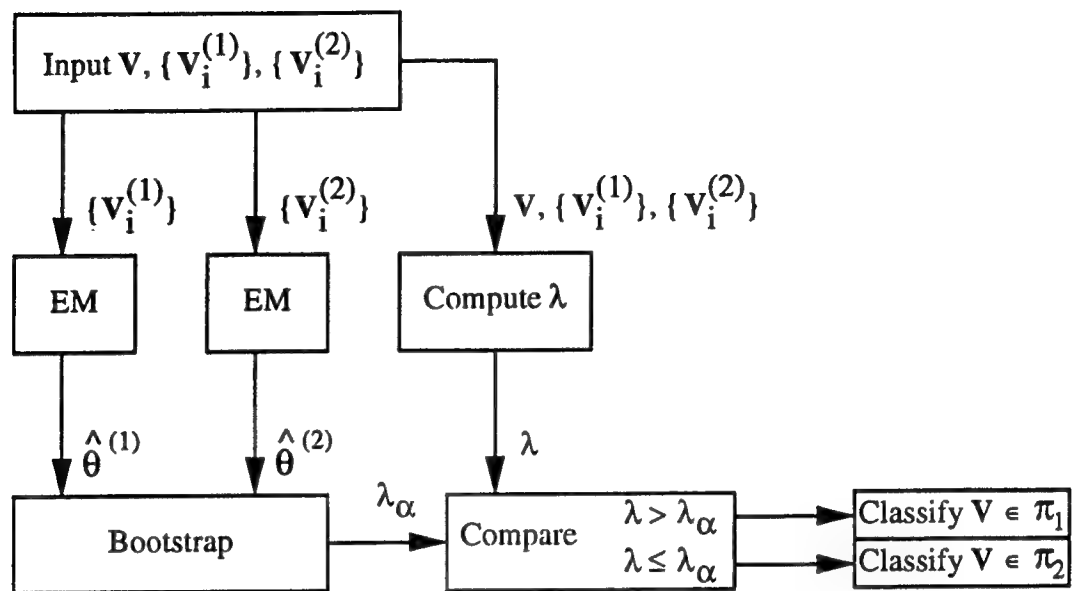 Input V, { V_i^(1) }, { V_i^(2) }
{V_i^(1)}
{V_i^(2)}
V, {V_i^(1)}, {V_i^(2)}
EM
EM
Compute λ
θ̂^(1)
θ̂^(2)
λ
Bootstrap
λ_α
Compare
λ > λ_α
λ ≤ λ_α
Classify V ∈ π_1
Classify V ∈ π_2